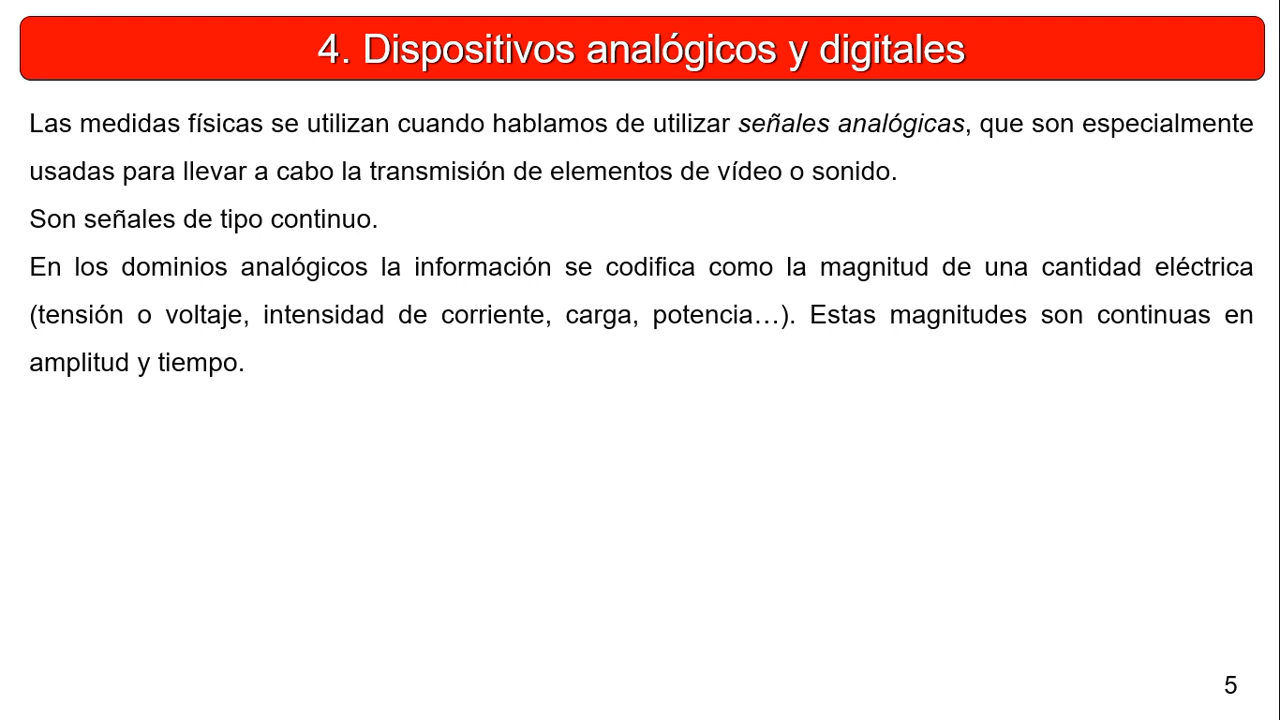 4. Dispositivos analógicos y digitales
Las medidas físicas se utilizan cuando hablamos de utilizar señales analógicas, que son especialmente
usadas para llevar a cabo la transmisión de elementos de vídeo o sonido.
Son señales de tipo continuo.
En los dominios analógicos la información se codifica como la magnitud de una cantidad eléctrica
(tensión o voltaje, intensidad de corriente, carga, potencia…). Estas magnitudes son continuas en
amplitud y tiempo.
5